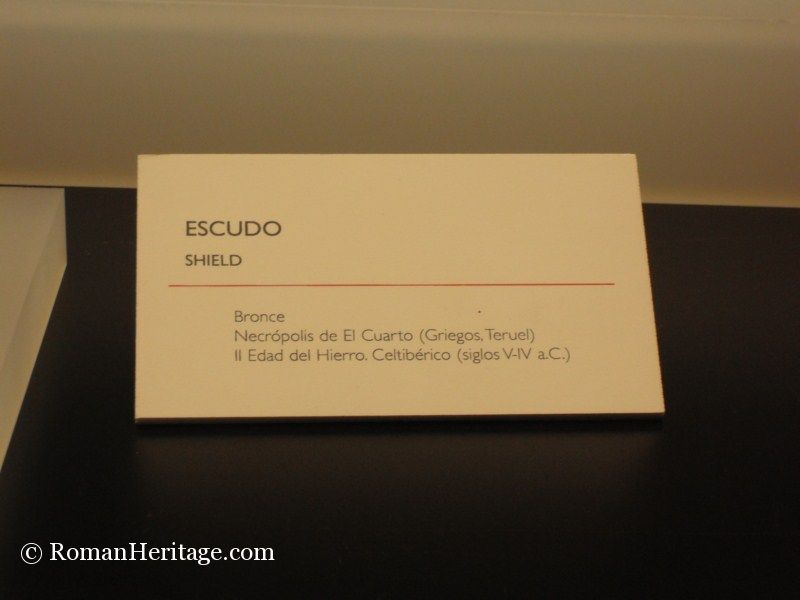 ESCUDO
SHIELD
Bronce
Necrópolis de El Cuarto (Griegos, Teruel)
II Edad del Hierro. Celtibérico (siglos V-IV a.C.)
© RomanHeritage.com